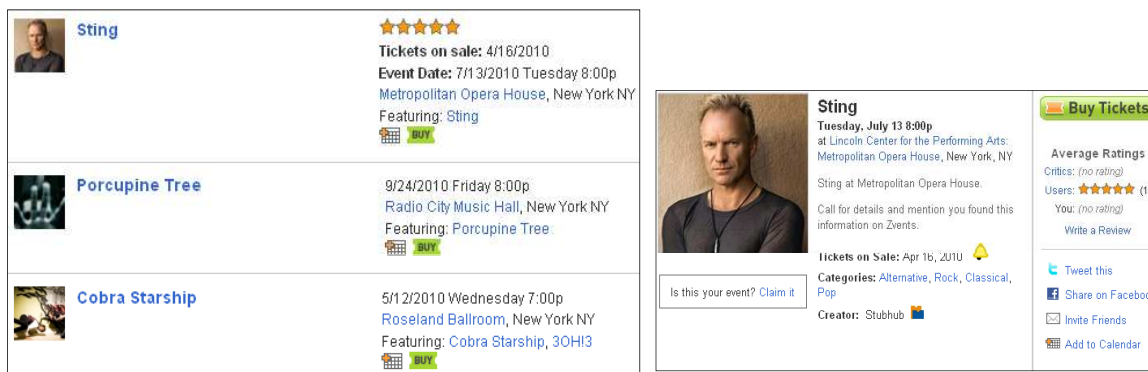 Sting
Tickets on sale: 4/16/2010
Event Date: 7/13/2010 Tuesday 8:00p
Metropolitan Opera House, New York NY
Featuring: Sting
BUY
Porcupine Tree
9/24/2010 Friday 8:00p
Radio City Music Hall, New York NY
Featuring: Porcupine Tree
BUY
Cobra Starship
5/12/2010 Wednesday 7:00p
Roseland Ballroom, New York NY
Featuring: Cobra Starship, 3OH!3
BUY
Sting
Tuesday, July 13 8:00p
at Lincoln Center for the Performing Arts:
Metropolitan Opera House, New York, NY
Sting at Metropolitan Opera House.
Call for details and mention you found this
information on Zvents.
Tickets on Sale: Apr 16, 2010
Categories: Alternative, Rock, Classical,
Pop
Creator: Stubhub
Is this your event? Claim it
Buy Tickets
Average Ratings
Critics: (no rating)
Users: (1
You: (no rating)
Write a Review
Tweet this
Share on Faceboo
Invite Friends
Add to Calendar